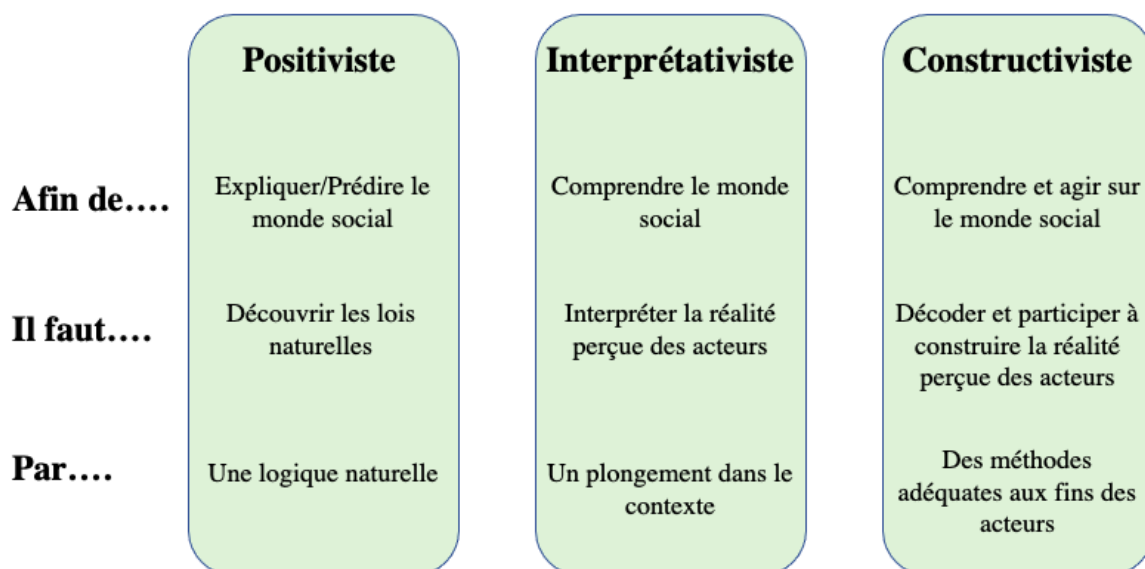 Positiviste
Interprétativiste
Constructiviste
Afin de....
Expliquer/Prédire le
monde social
Comprendre le monde
social
Comprendre et agir sur
le monde social
Il faut....
Découvrir les lois
naturelles
Interpréter la réalité
perçue des acteurs
Décoder et participer à
construire la réalité
perçue des acteurs
Par....
Une logique naturelle
Un plongement dans le
contexte
Des méthodes
adéquates aux fins des
acteurs